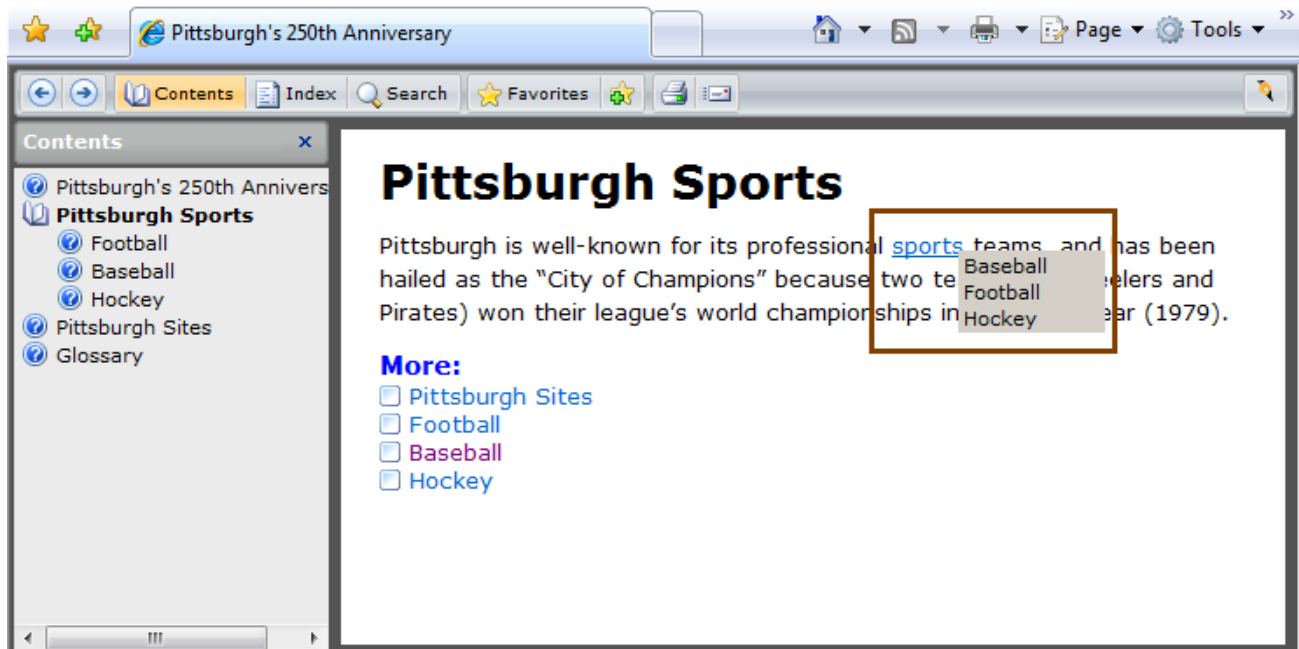 Pittsburgh's 250th Anniversary
Page
Tools
Contents
Index
Search
Favorites
Contents
Pittsburgh's 250th Annivers
Pittsburgh Sports
Football
Baseball
Hockey
Pittsburgh Sites
Glossary
Pittsburgh Sports
Pittsburgh is well-known for its professional sports teams, and has been
hailed as the “City of Champions” because two te elers and
Pirates) won their league’s world championships in ar (1979).
Baseball
Football
Hockey
More:
Pittsburgh Sites
Football
Baseball
Hockey